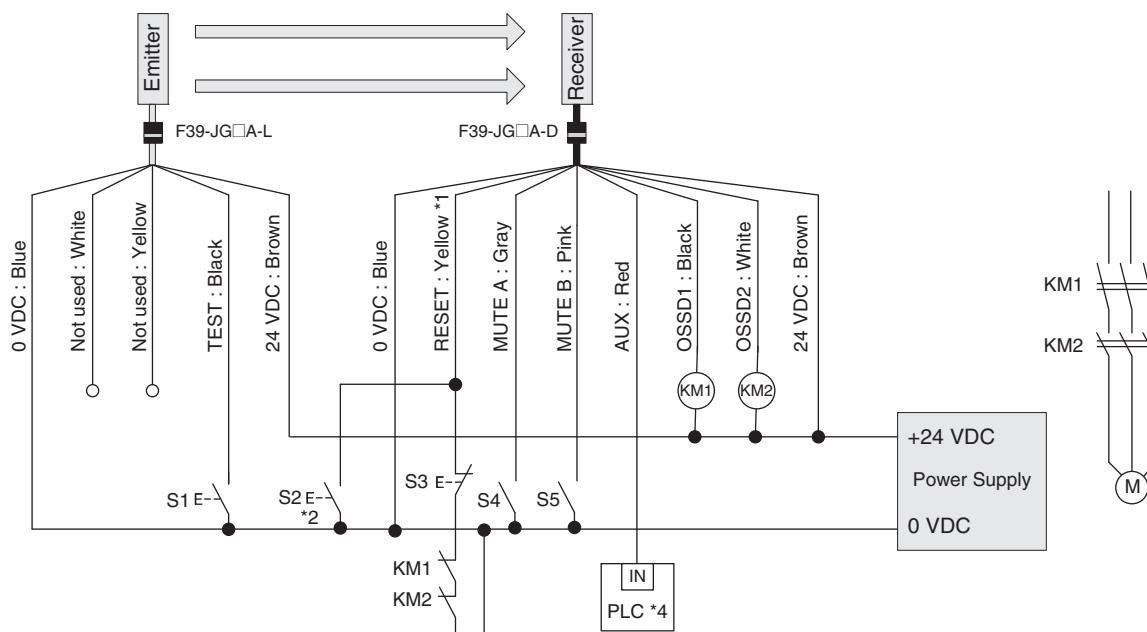 Emitter
Receiver
F39-JG□A-L
F39-JG□A-D
0 VDC : Blue
Not used : White
Not used : Yellow
TEST : Black
24 VDC : Brown
0 VDC : Blue
RESET : Yellow *1
MUTE A : Gray
MUTE B : Pink
AUX : Red
OSSD1 : Black
OSSD2 : White
24 VDC : Brown
KM1
KM2
KM1
KM2
M
+24 VDC
Power Supply
0 VDC
S1 E
S2 E
*2
S3 E
S4
S5
KM1
KM2
IN
PLC *4